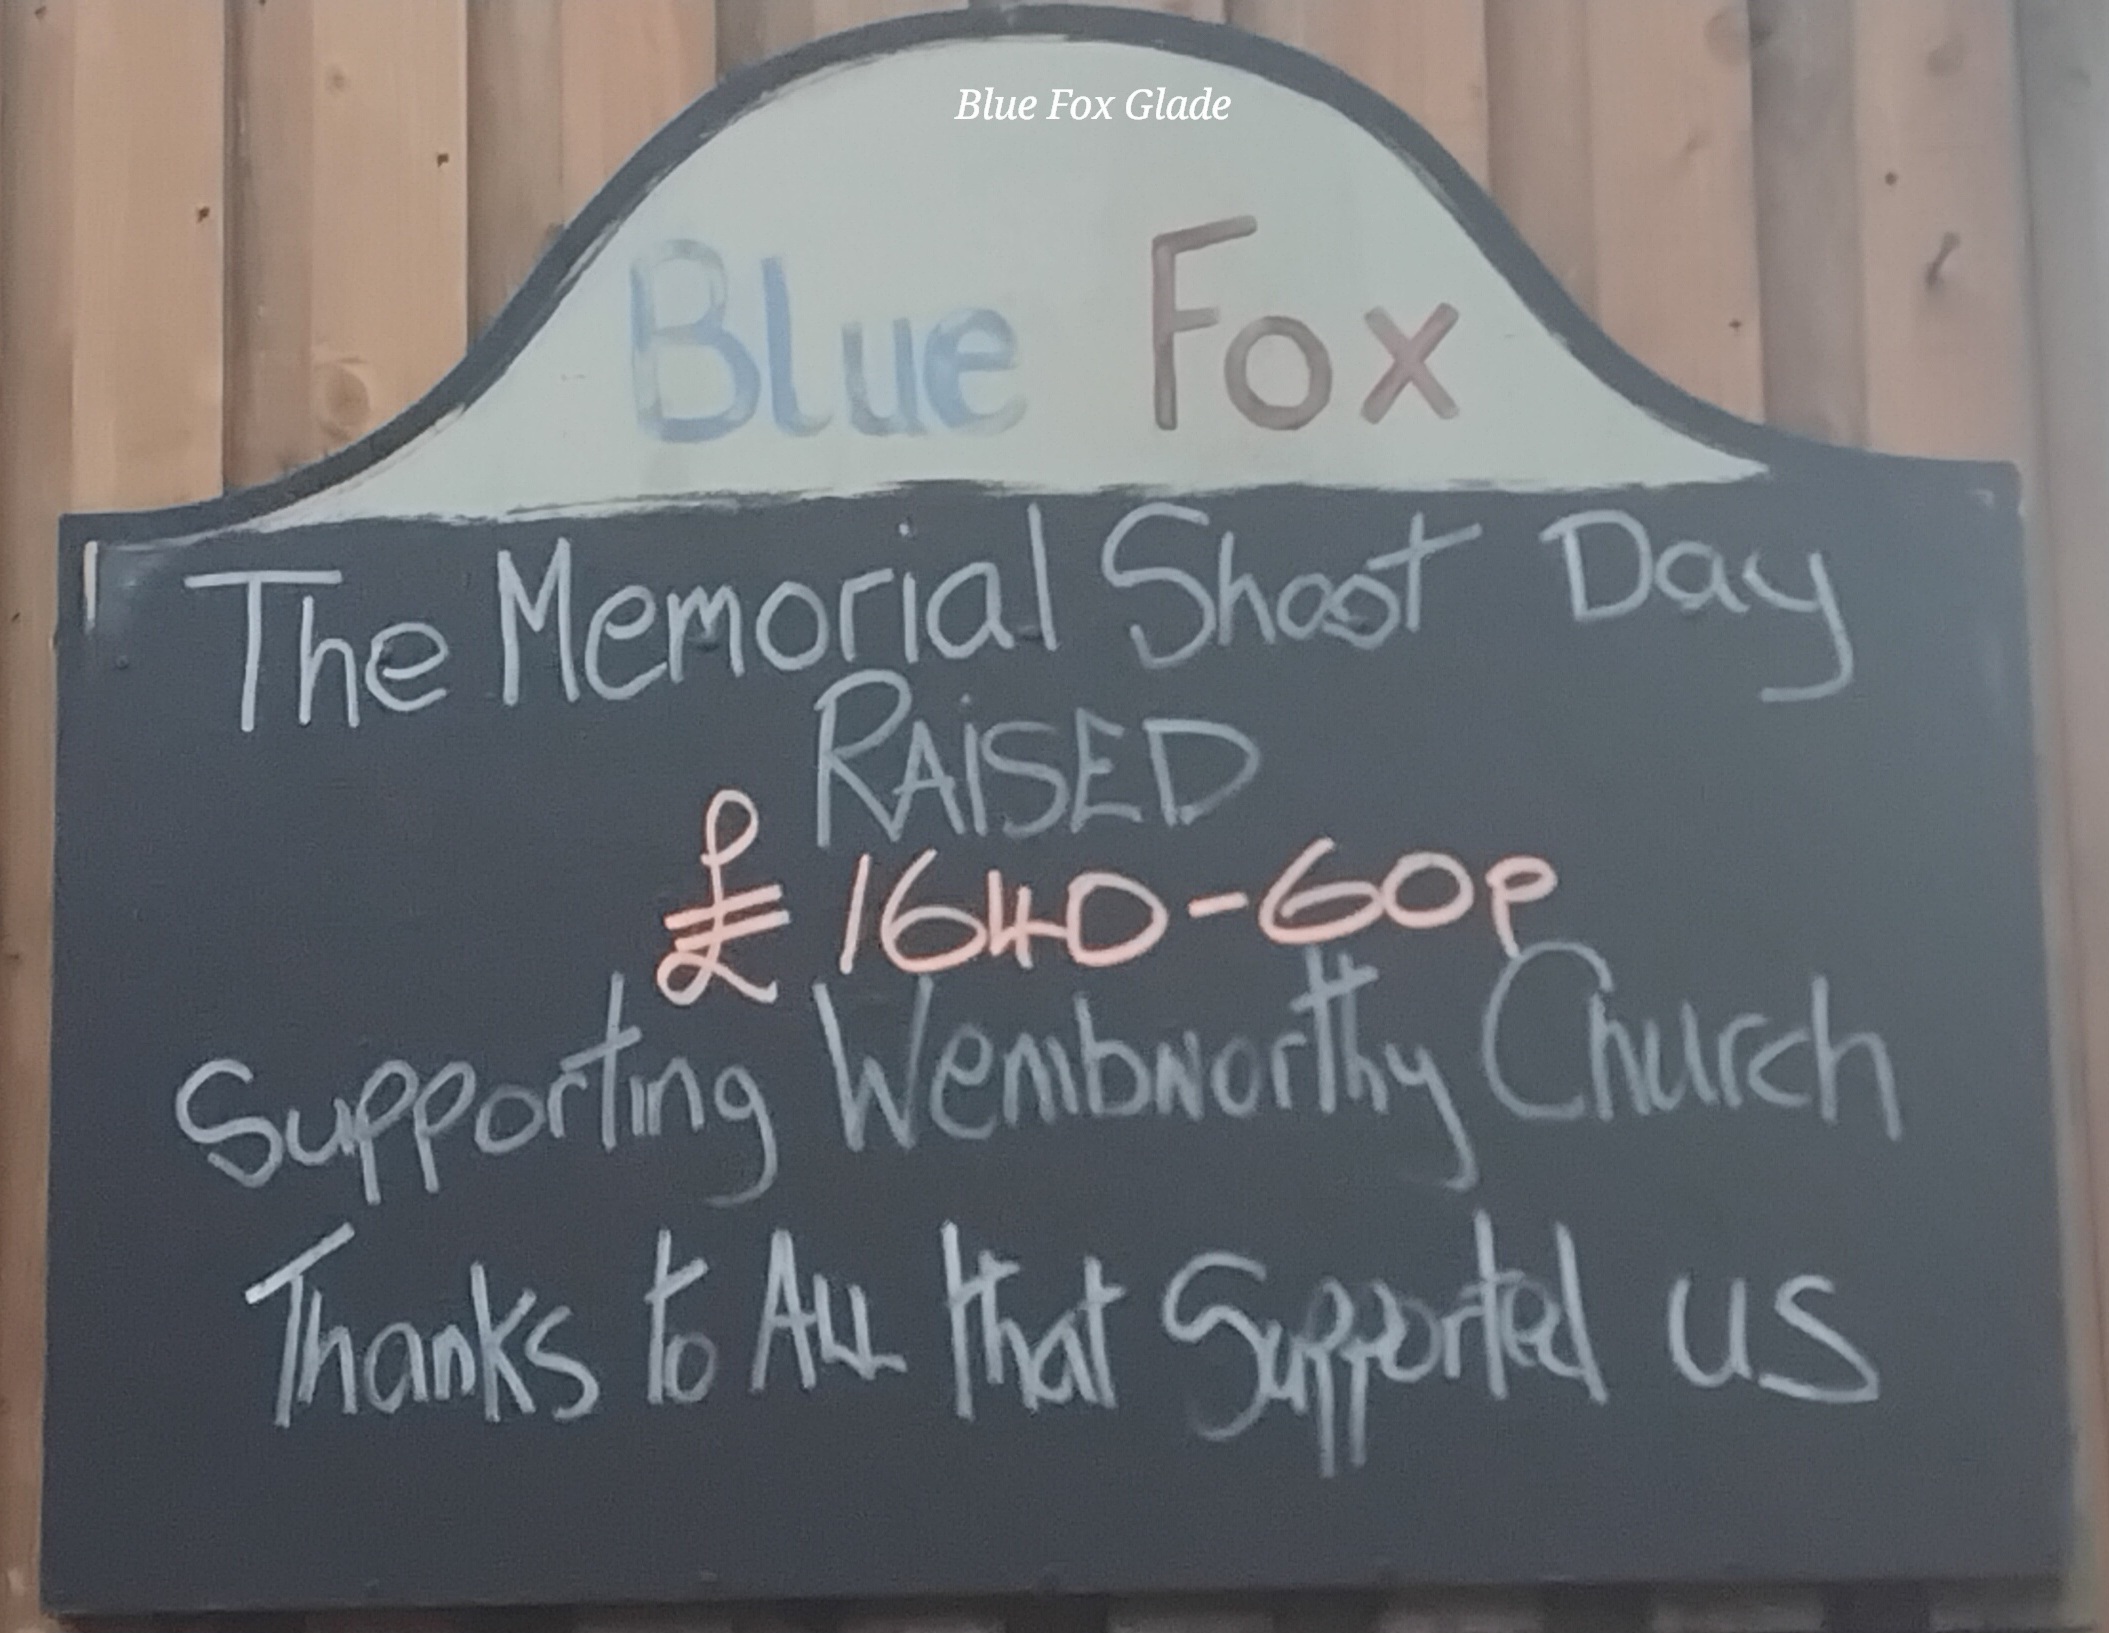 Blue Fox Glade
Blue Fox
The Memorial Shoot Day
RAiSED
£ 1640-60p
Supporting Wembworthy Church
Thanks to ALL that Supported us